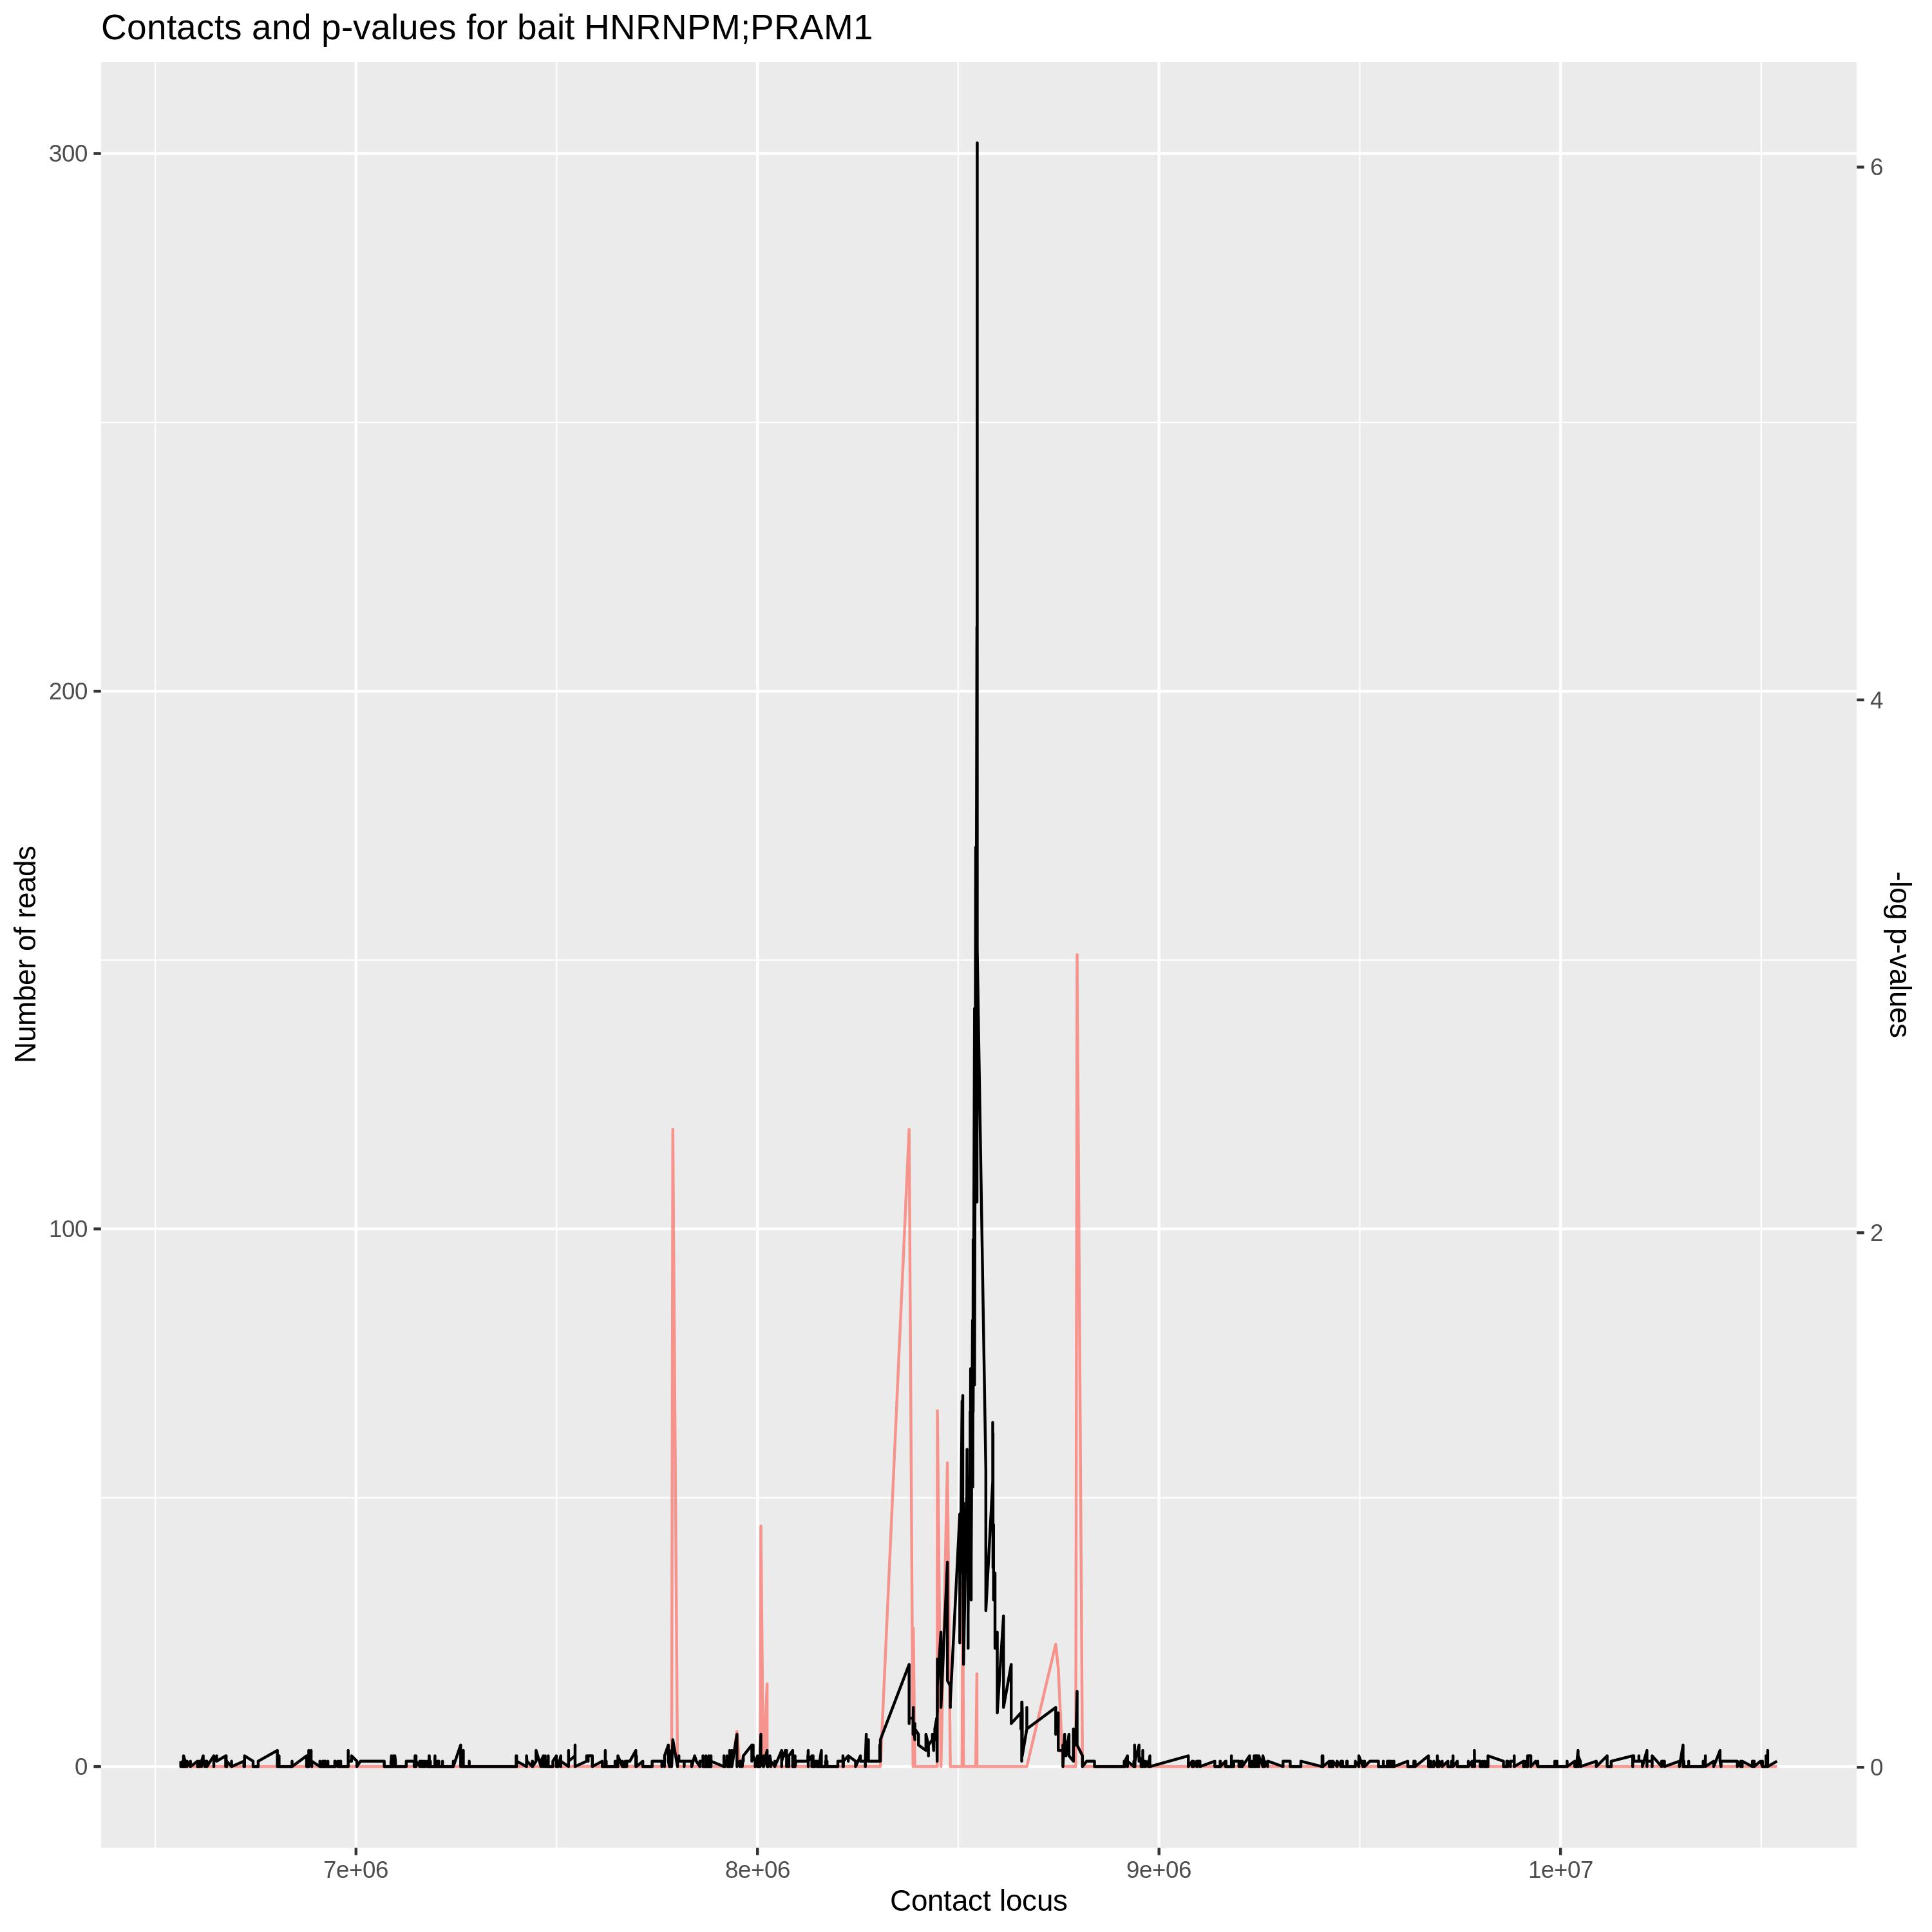 Contacts and p-values for bait HNRNPM;PRAM1
300
200
100
0
6
4
2
0
Number of reads
-log p-values
7e+06
8e+06
9e+06
1e+07
Contact locus